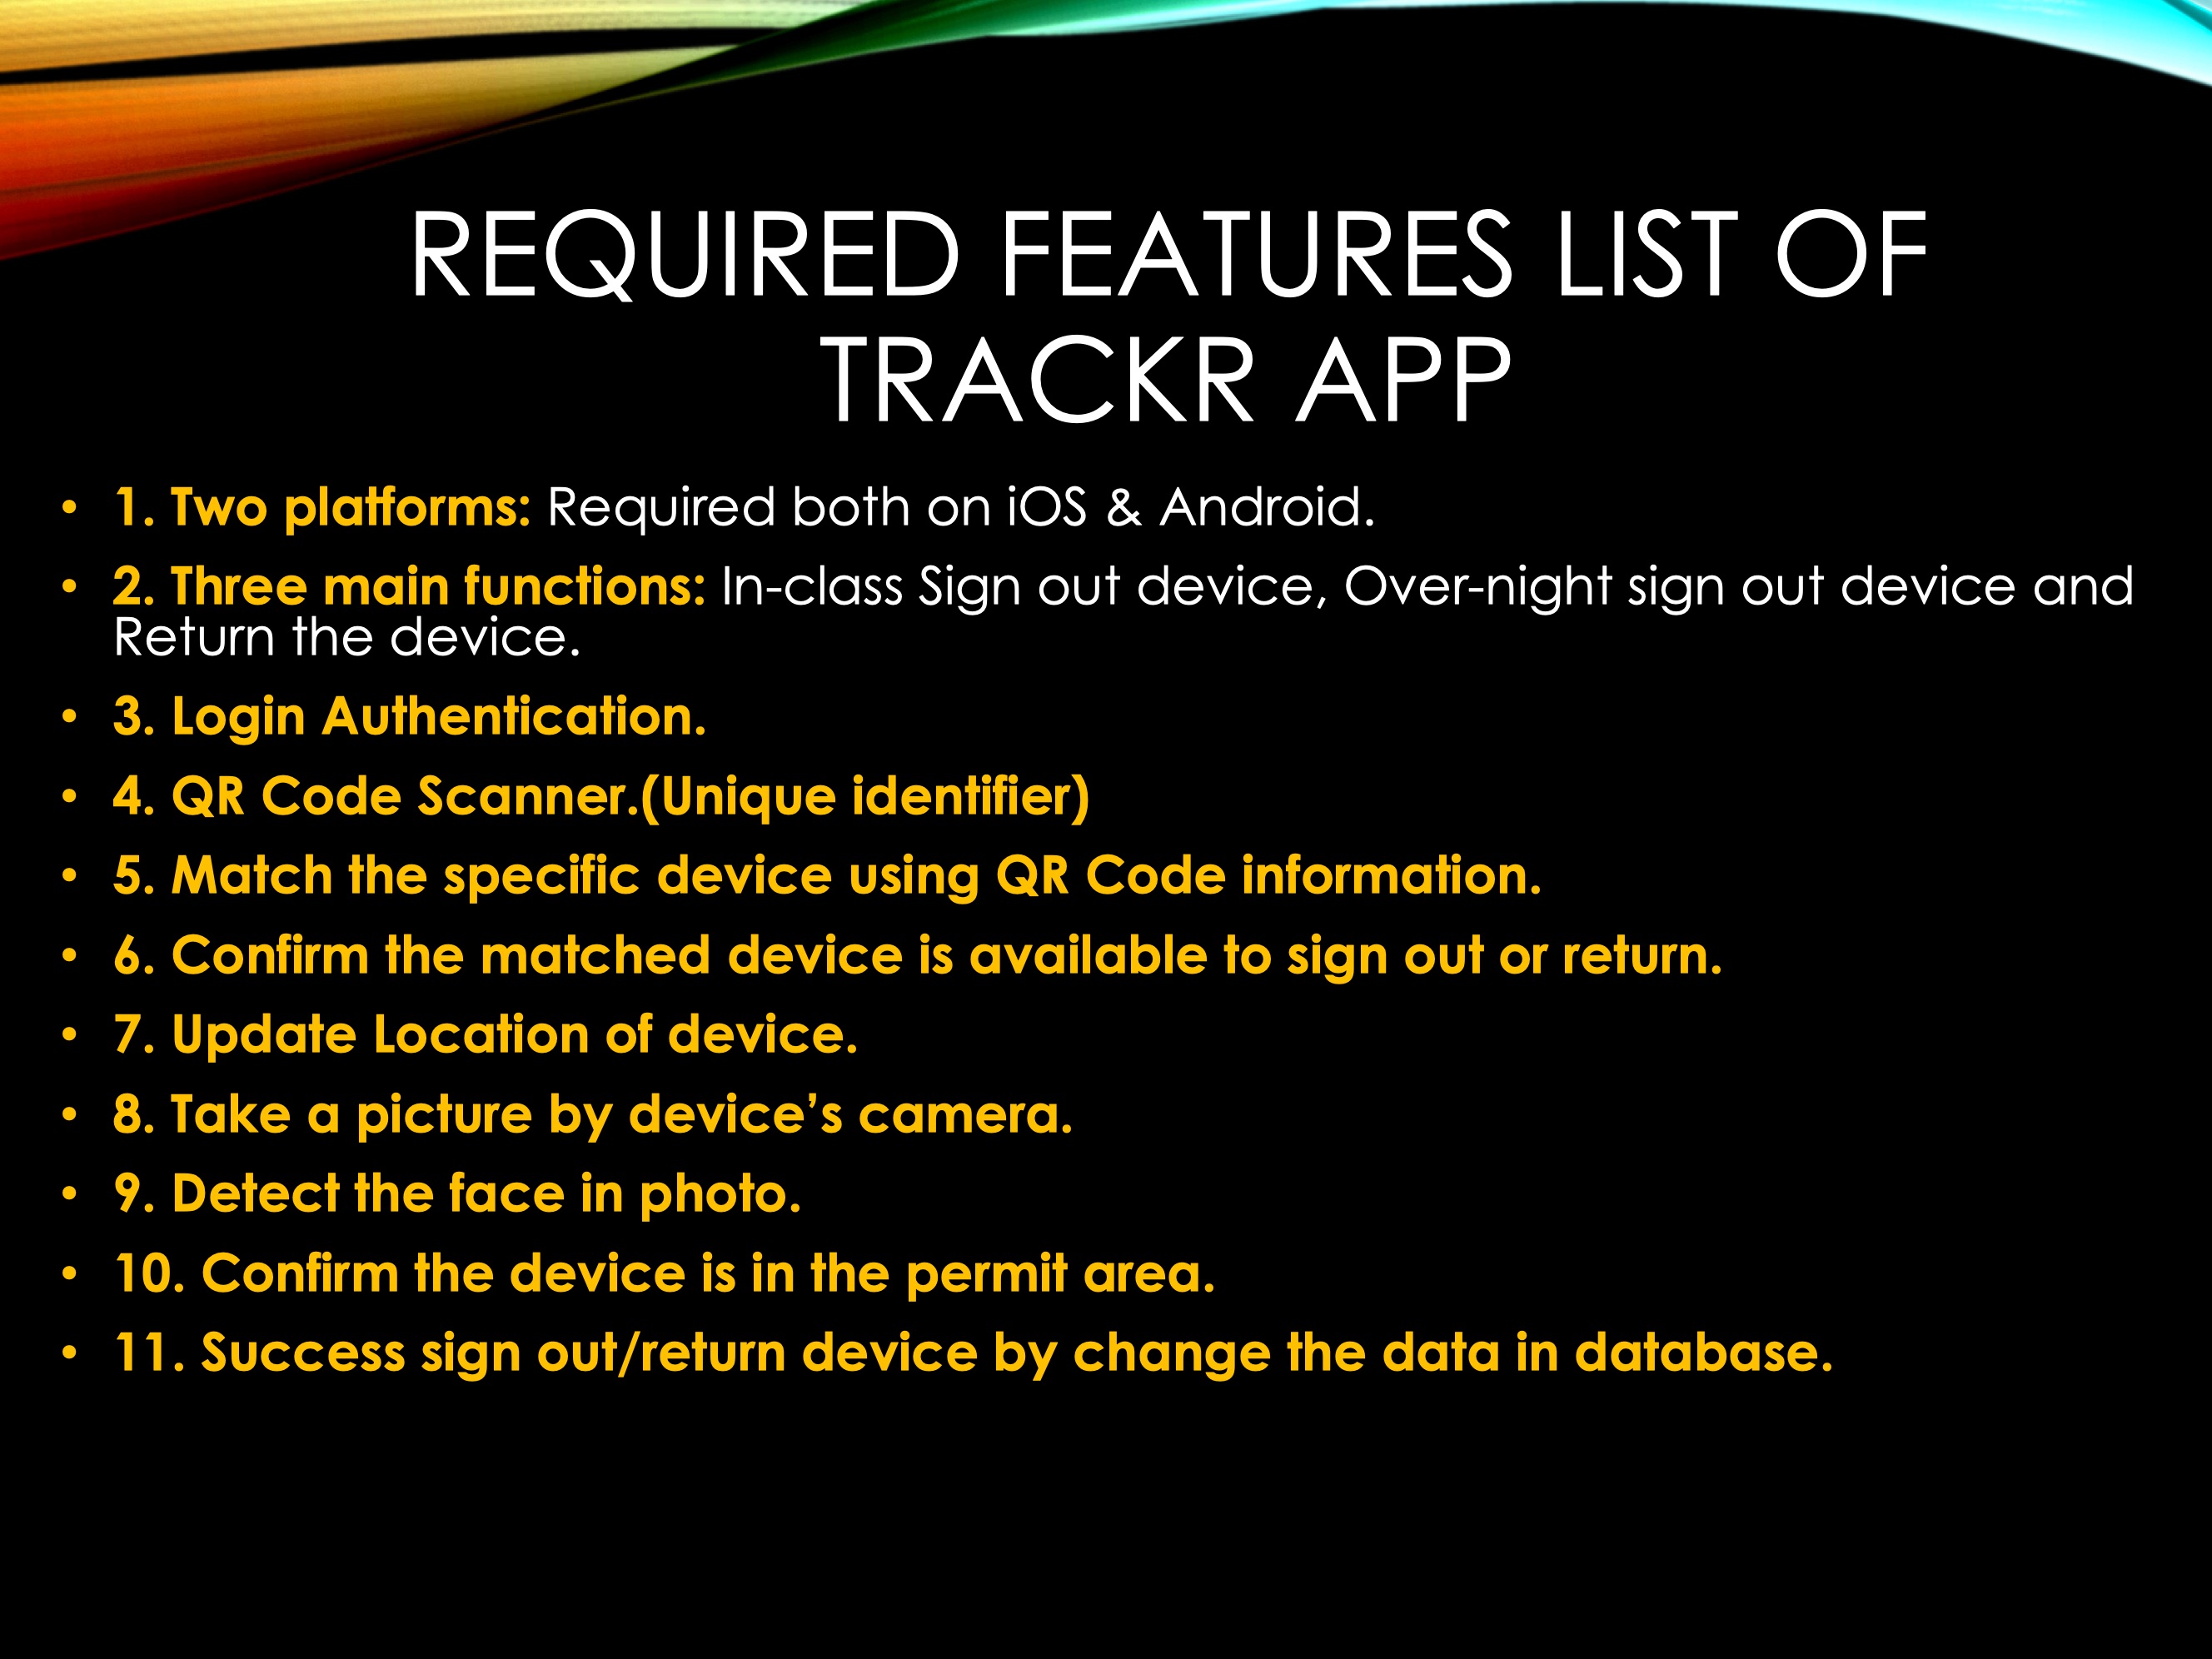 REQUIRED FEATURES LIST OF
TRACKR APP
• 1. Two platforms: Required both on iOS & Android.
• 2. Three main functions: In-class Sign out device, Over-night sign out device and
Return the device.
• 3. Login Authentication.
• 4. QR Code Scanner.(Unique identifier)
• 5. Match the specific device using QR Code information.
• 6. Confirm the matched device is available to sign out or return.
• 7. Update Location of device.
• 8. Take a picture by device’s camera.
• 9. Detect the face in photo.
• 10. Confirm the device is in the permit area.
• 11. Success sign out/return device by change the data in database.